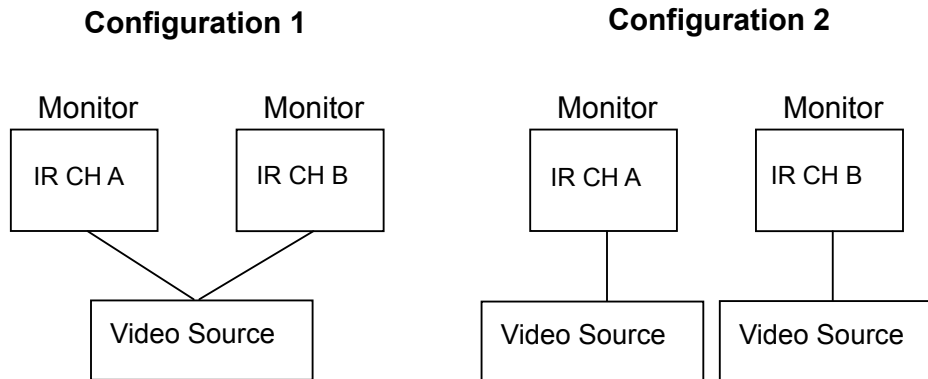 Configuration 1
Monitor
Monitor
IR CH A
IR CH B
Video Source
Configuration 2
Monitor
Monitor
IR CH A
IR CH B
Video Source
Video Source